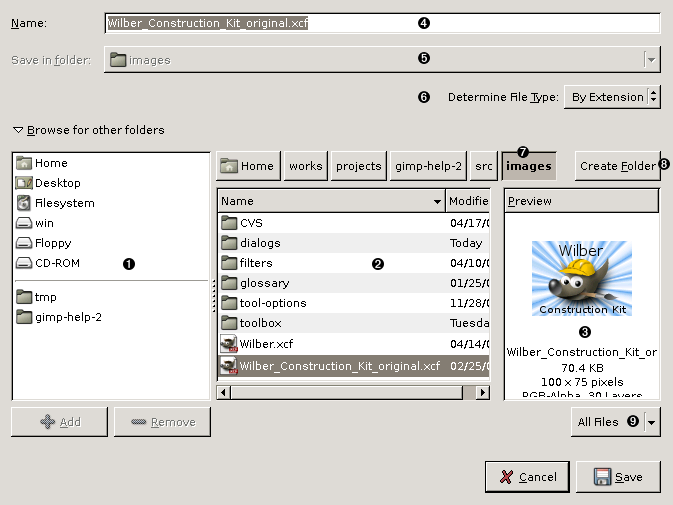 Name: Wilber_Construction_Kit_original.xcf ❹
Save in folder: images ❺
❻ Determine File Type: By Extension
Browse for other folders
❼
Home works projects gimp-help-2 src images Create Folder ❽
Home
Desktop
Filesystem
win
Floppy
CD-ROM ❶
tmp
gimp-help-2
Name Modifie
CVS 04/17/0
dialogs Today
filters ❷ 04/10/0
glossary 01/25/0
tool-options 11/28/0
toolbox Tuesda
Wilber.xcf 04/14/0
Wilber_Construction_Kit_original.xcf 02/25/0
Preview
Wilber
Construction Kit
❸
Wilber_Construction_Kit_or
70.4 KB
100 x 75 pixels
RGB-Alpha, 30 Layers
Add Remove All Files ❾
Cancel Save